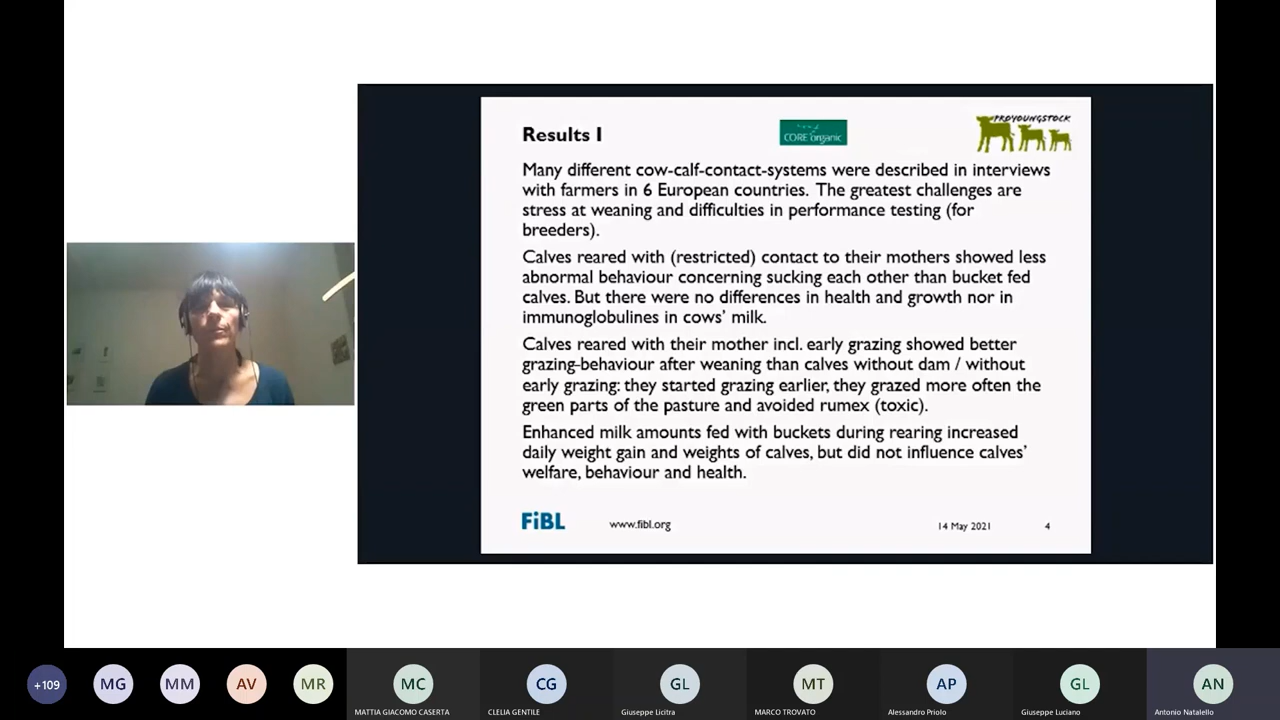 Results I
CORE organic
PROYOUNGSTOCK
Many different cow-calf-contact-systems were described in interviews
with farmers in 6 European countries. The greatest challenges are
stress at weaning and difficulties in performance testing (for
breeders).
Calves reared with (restricted) contact to their mothers showed less
abnormal behaviour concerning sucking each other than bucket fed
calves. But there were no differences in health and growth nor in
immunoglobulines in cows' milk.
Calves reared with their mother incl. early grazing showed better
grazing-behaviour after weaning than calves without dam / without
early grazing: they started grazing earlier, they grazed more often the
green parts of the pasture and avoided rumex (toxic).
Enhanced milk amounts fed with buckets during rearing increased
daily weight gain and weights of calves, but did not influence calves'
welfare, behaviour and health.
FiBL
www.fibl.org
14 May 2021
4
+109
MG
MM
AV
MR
MC
MATTIA GIACOMO CASERTA
CG
CLELIA GENTILE
GL
Giuseppe Licitra
MT
MARCO TROVATO
AP
Alessandro Priolo
GL
Giuseppe Luciano
AN
Antonio Natalello